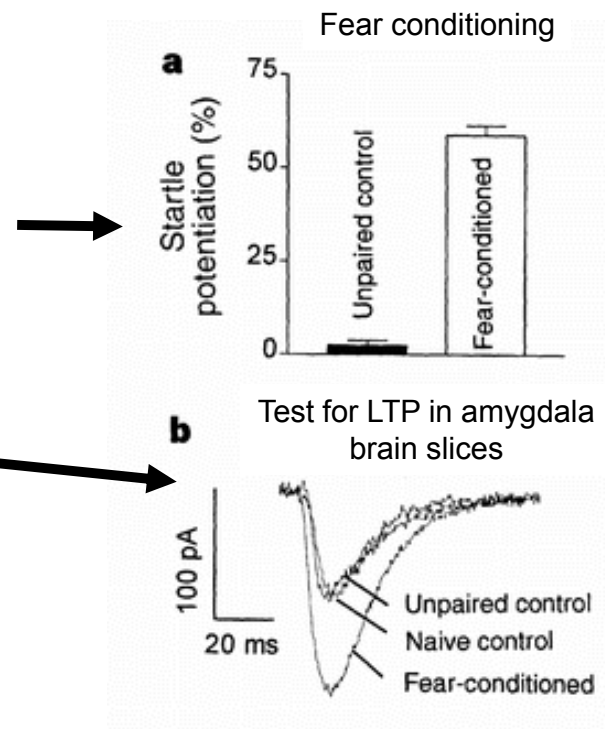 Fear conditioning
a
75
50
25
0
Startle
potentiation (%)
Unpaired control
Fear-conditioned
Test for LTP in amygdala
brain slices
b
100 pA
20 ms
Unpaired control
Naive control
Fear-conditioned